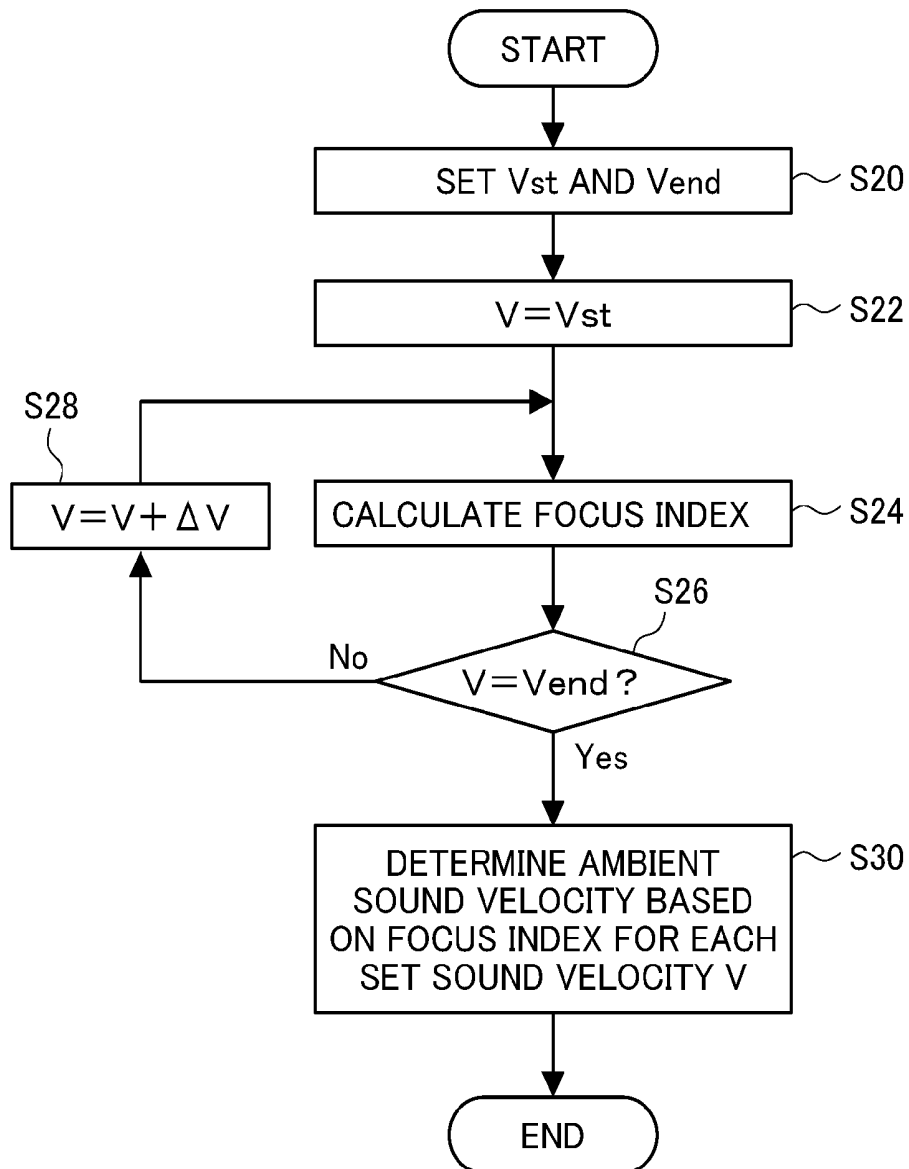 START
SET Vst AND Vend
S20
V=Vst
S22
S28
V=V+ΔV
CALCULATE FOCUS INDEX
S24
S26
No
V=Vend?
Yes
DETERMINE AMBIENT
SOUND VELOCITY BASED
ON FOCUS INDEX FOR EACH
SET SOUND VELOCITY V
S30
END